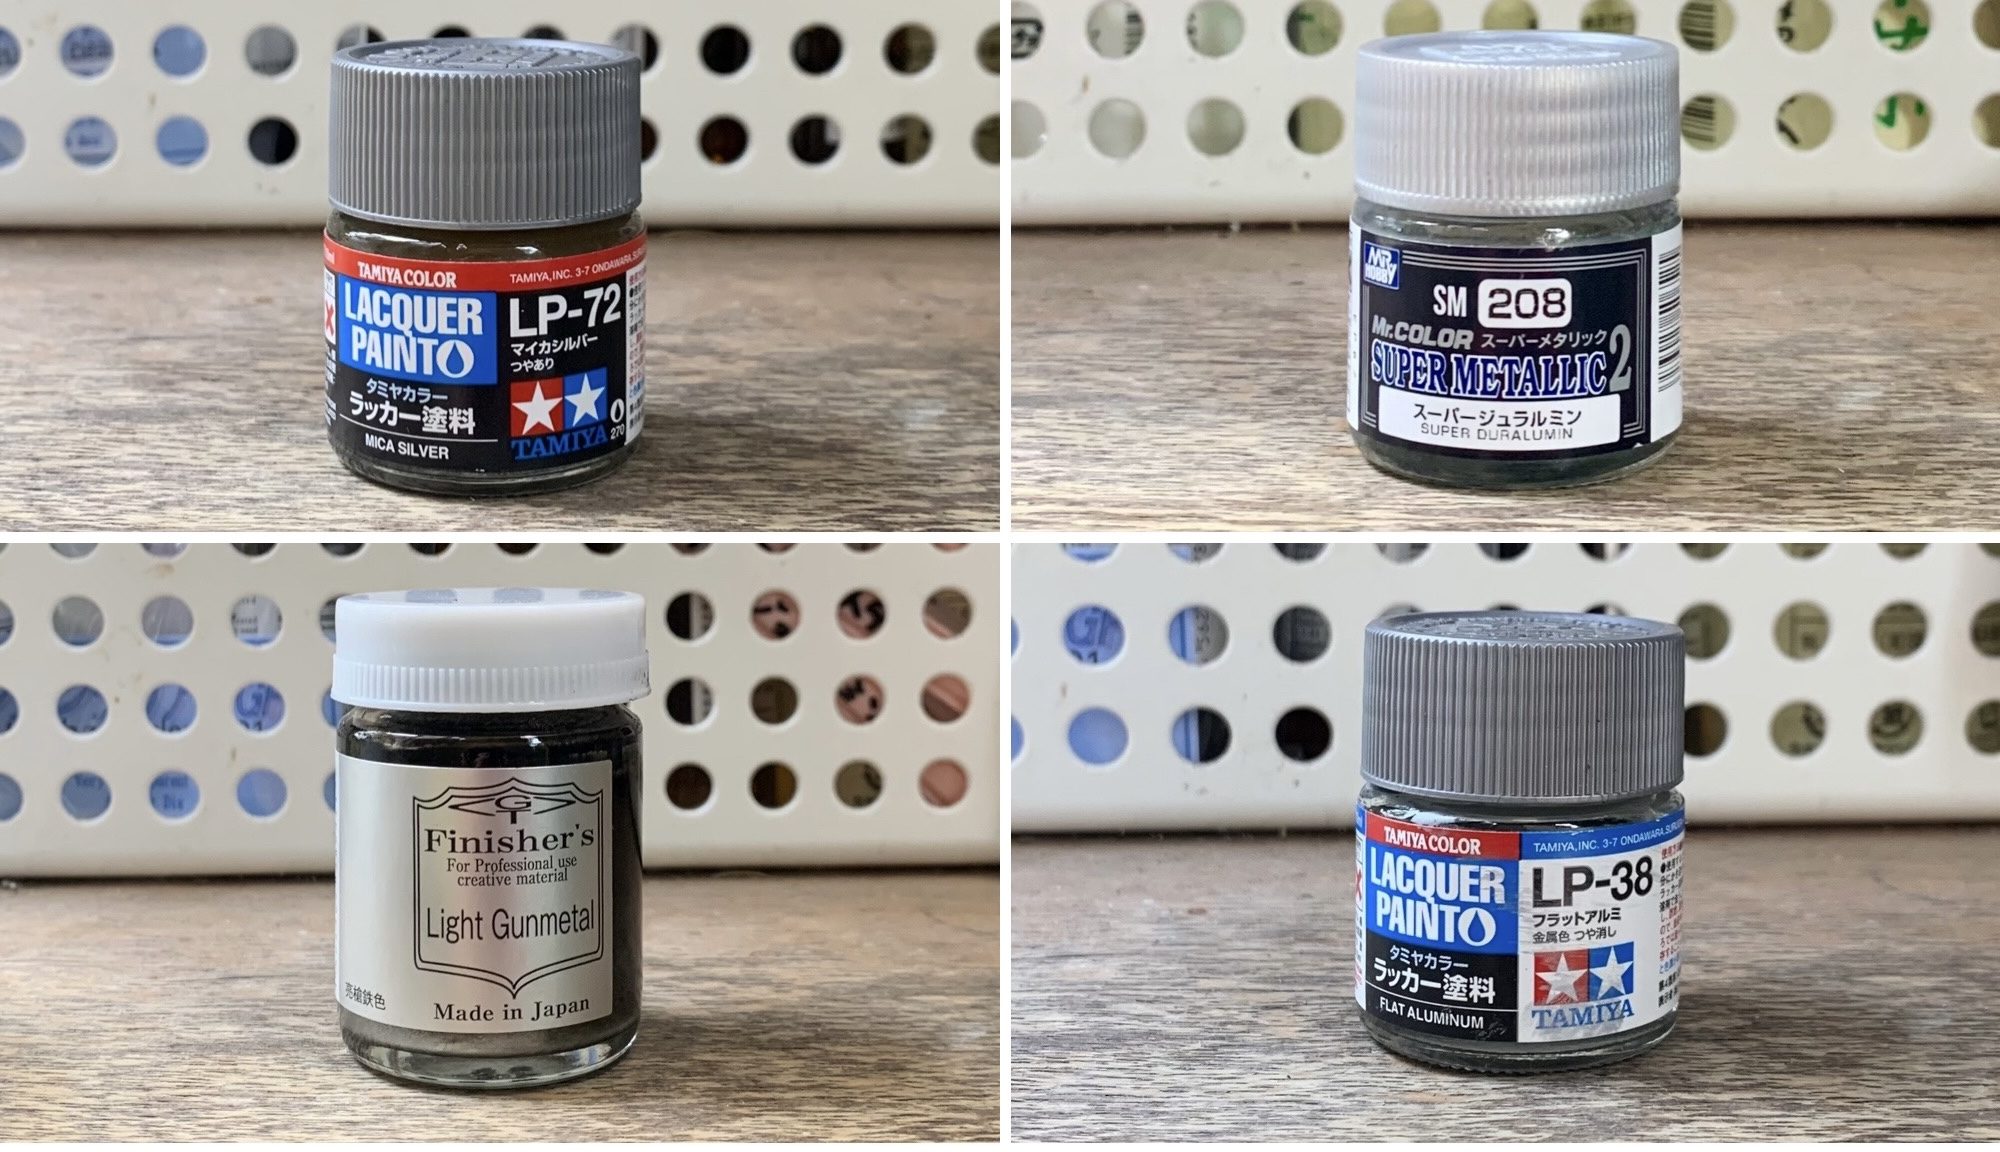 TAMIYA COLOR
TAMIYA, INC. 3-7 ONDAWARA, SURU
LACQUER
PAINT
LP-72
マイカシルバー
つやあり
タミヤカラー
ラッカー塗料
MICA SILVER
TAMIYA
270
MR.
HOBBY
SM 208
Mr.COLOR スーパーメタリック
SUPER METALLIC 2
スーパージュラルミン
SUPER DURALUMIN
G
Finisher's
For Professional use
creative material
Light Gunmetal
亮槍鉄色
Made in Japan
TAMIYA COLOR
TAMIYA, INC. 3-7 ONDAWARA, SURUG
LACQUER
PAINT
LP-38
フラットアルミ
金属色 つや消し
タミヤカラー
ラッカー塗料
FLAT ALUMINUM
TAMIYA